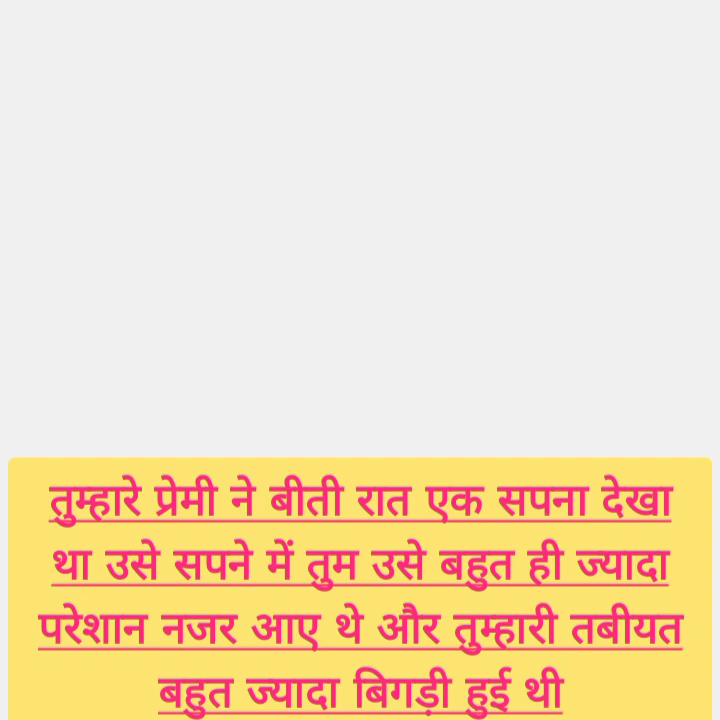 तुम्हारे प्रेमी ने बीती रात एक सपना देखा
था उसे सपने में तुम उसे बहुत ही ज्यादा
परेशान नजर आए थे और तुम्हारी तबीयत
बहुत ज्यादा बिगड़ी हुई थी